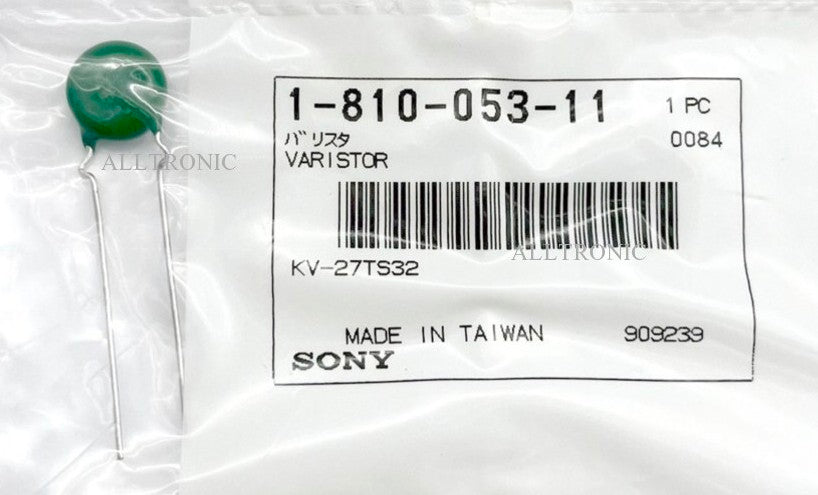 1-810-053-11 1 PC
バリスタ 0084
VARISTOR
ALLTRONIC
ALLTRONIC
KV-27TS32
MADE IN TAIWAN 909239
SONY